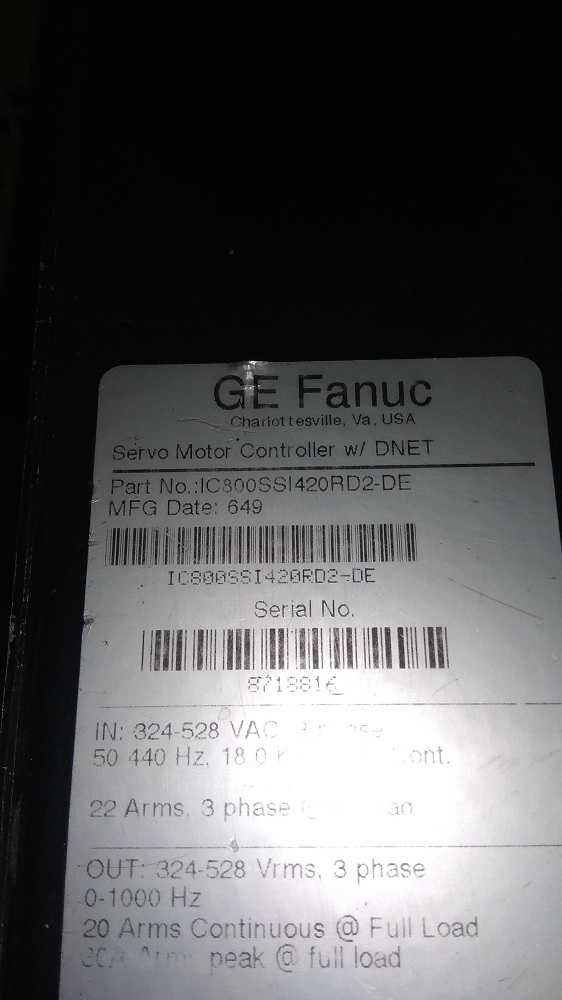 GE Fanuc
Charlottesville, Va, USA
Servo Motor Controller w/ DNET
Part No.:IC800SSI420RD2-DE
MFG Date: 649
IC800SSI420RD2-DE
Serial No.
IN: 324-528 VAC
50 440 Hz, 18.0
22 Arms, 3 phase
OUT: 324-528 Vrms, 3 phase
0-1000 Hz
20 Arms Continuous @ Full Load
peak @ full load